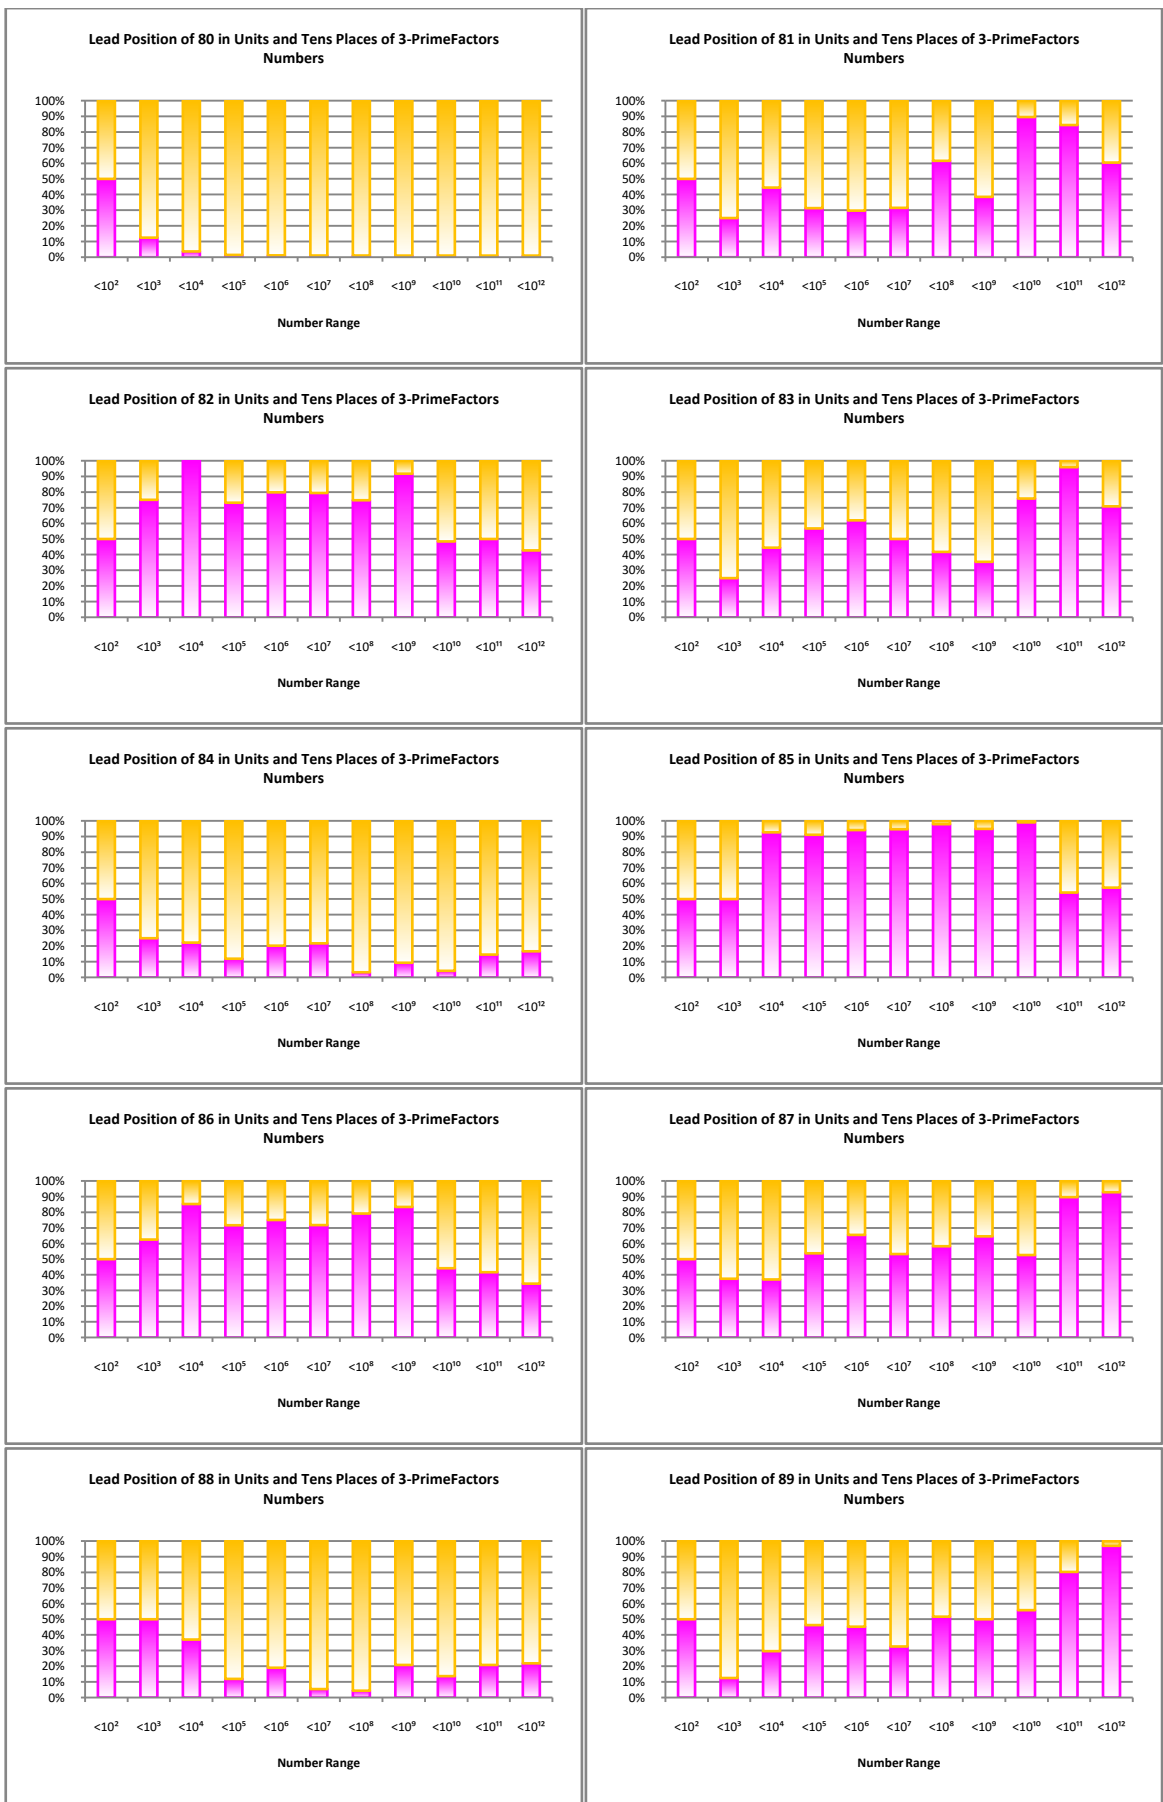 Lead Position of 80 in Units and Tens Places of 3-PrimeFactors
Numbers
100%
90%
80%
70%
60%
50%
40%
30%
20%
10%
0%
<10² <10³ <10⁴ <10⁵ <10⁶ <10⁷ <10⁸ <10⁹ <10¹⁰ <10¹¹ <10¹²
Number Range
Lead Position of 81 in Units and Tens Places of 3-PrimeFactors
Numbers
100%
90%
80%
70%
60%
50%
40%
30%
20%
10%
0%
<10² <10³ <10⁴ <10⁵ <10⁶ <10⁷ <10⁸ <10⁹ <10¹⁰ <10¹¹ <10¹²
Number Range
Lead Position of 82 in Units and Tens Places of 3-PrimeFactors
Numbers
100%
90%
80%
70%
60%
50%
40%
30%
20%
10%
0%
<10² <10³ <10⁴ <10⁵ <10⁶ <10⁷ <10⁸ <10⁹ <10¹⁰ <10¹¹ <10¹²
Number Range
Lead Position of 83 in Units and Tens Places of 3-PrimeFactors
Numbers
100%
90%
80%
70%
60%
50%
40%
30%
20%
10%
0%
<10² <10³ <10⁴ <10⁵ <10⁶ <10⁷ <10⁸ <10⁹ <10¹⁰ <10¹¹ <10¹²
Number Range
Lead Position of 84 in Units and Tens Places of 3-PrimeFactors
Numbers
100%
90%
80%
70%
60%
50%
40%
30%
20%
10%
0%
<10² <10³ <10⁴ <10⁵ <10⁶ <10⁷ <10⁸ <10⁹ <10¹⁰ <10¹¹ <10¹²
Number Range
Lead Position of 85 in Units and Tens Places of 3-PrimeFactors
Numbers
100%
90%
80%
70%
60%
50%
40%
30%
20%
10%
0%
<10² <10³ <10⁴ <10⁵ <10⁶ <10⁷ <10⁸ <10⁹ <10¹⁰ <10¹¹ <10¹²
Number Range
Lead Position of 86 in Units and Tens Places of 3-PrimeFactors
Numbers
100%
90%
80%
70%
60%
50%
40%
30%
20%
10%
0%
<10² <10³ <10⁴ <10⁵ <10⁶ <10⁷ <10⁸ <10⁹ <10¹⁰ <10¹¹ <10¹²
Number Range
Lead Position of 87 in Units and Tens Places of 3-PrimeFactors
Numbers
100%
90%
80%
70%
60%
50%
40%
30%
20%
10%
0%
<10² <10³ <10⁴ <10⁵ <10⁶ <10⁷ <10⁸ <10⁹ <10¹⁰ <10¹¹ <10¹²
Number Range
Lead Position of 88 in Units and Tens Places of 3-PrimeFactors
Numbers
100%
90%
80%
70%
60%
50%
40%
30%
20%
10%
0%
<10² <10³ <10⁴ <10⁵ <10⁶ <10⁷ <10⁸ <10⁹ <10¹⁰ <10¹¹ <10¹²
Number Range
Lead Position of 89 in Units and Tens Places of 3-PrimeFactors
Numbers
100%
90%
80%
70%
60%
50%
40%
30%
20%
10%
0%
<10² <10³ <10⁴ <10⁵ <10⁶ <10⁷ <10⁸ <10⁹ <10¹⁰ <10¹¹ <10¹²
Number Range